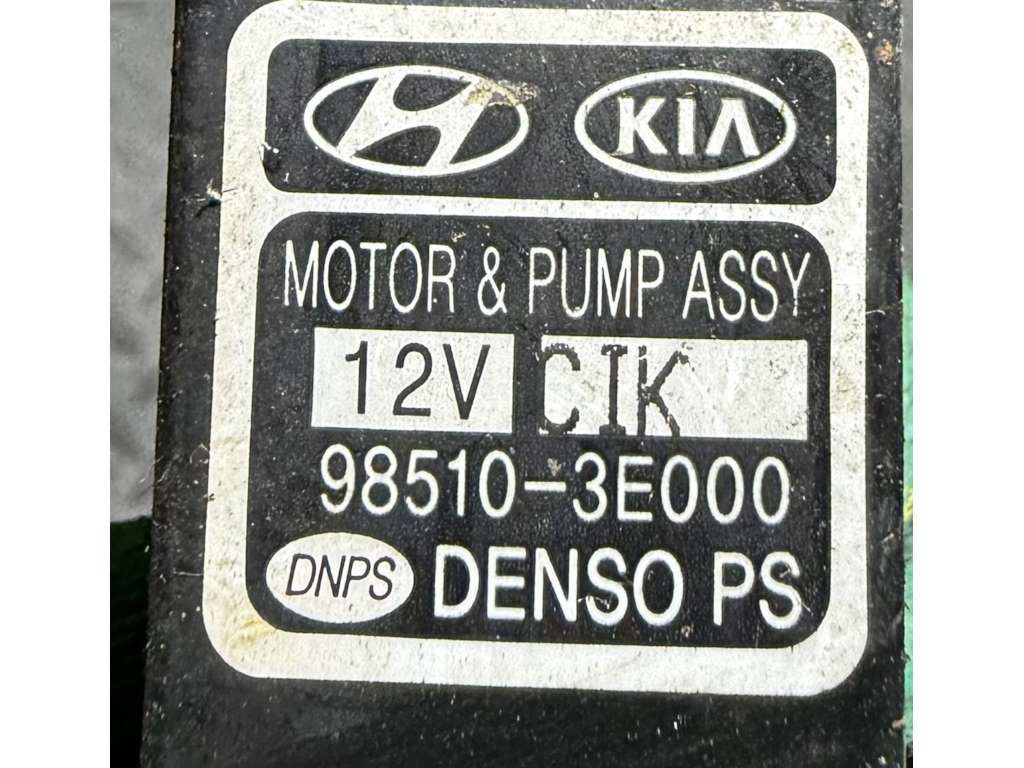 KIA
MOTOR & PUMP ASSY
12V CIK
98510-3E000
DNPS DENSO PS